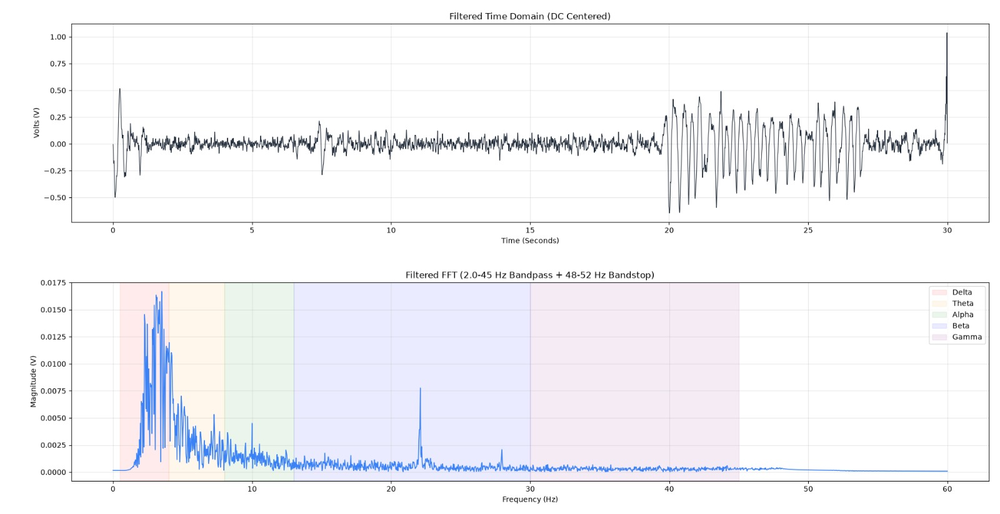 Filtered Time Domain (DC Centered)
1.00
0.75
0.50
0.25
0.00
−0.25
−0.50
Volts (V)
0 5 10 15 20 25 30
Time (Seconds)
Filtered FFT (2.0-45 Hz Bandpass + 48-52 Hz Bandstop)
0.0175
0.0150
0.0125
0.0100
0.0075
0.0050
0.0025
0.0000
Magnitude (V)
Delta
Theta
Alpha
Beta
Gamma
0 10 20 30 40 50 60
Frequency (Hz)